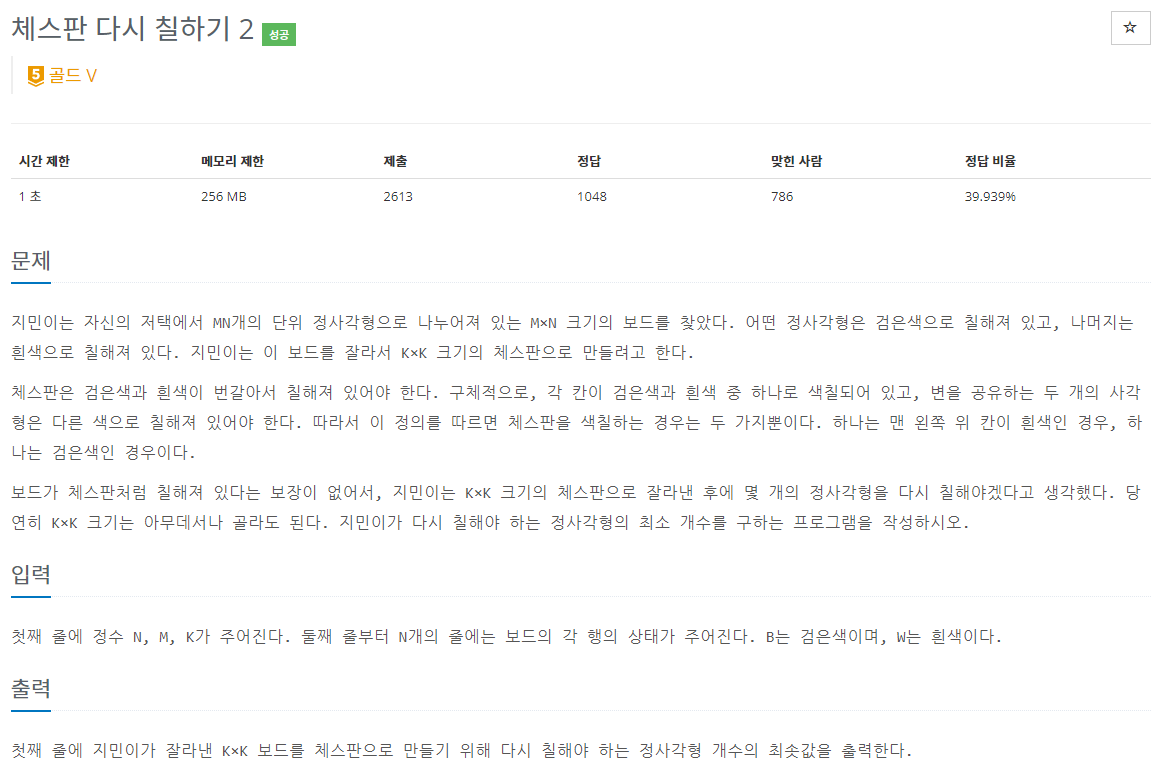 체스판 다시 칠하기 2 성공
☆
5 골드 V
시간 제한 메모리 제한 제출 정답 맞힌 사람 정답 비율
1 초 256 MB 2613 1048 786 39.939%
문제
지민이는 자신의 저택에서 MN개의 단위 정사각형으로 나누어져 있는 M×N 크기의 보드를 찾았다. 어떤 정사각형은 검은색으로 칠해져 있고, 나머지는
흰색으로 칠해져 있다. 지민이는 이 보드를 잘라서 K×K 크기의 체스판으로 만들려고 한다.
체스판은 검은색과 흰색이 번갈아서 칠해져 있어야 한다. 구체적으로, 각 칸이 검은색과 흰색 중 하나로 색칠되어 있고, 변을 공유하는 두 개의 사각
형은 다른 색으로 칠해져 있어야 한다. 따라서 이 정의를 따르면 체스판을 색칠하는 경우는 두 가지뿐이다. 하나는 맨 왼쪽 위 칸이 흰색인 경우, 하
나는 검은색인 경우이다.
보드가 체스판처럼 칠해져 있다는 보장이 없어서, 지민이는 K×K 크기의 체스판으로 잘라낸 후에 몇 개의 정사각형을 다시 칠해야겠다고 생각했다. 당
연히 K×K 크기는 아무데서나 골라도 된다. 지민이가 다시 칠해야 하는 정사각형의 최소 개수를 구하는 프로그램을 작성하시오.
입력
첫째 줄에 정수 N, M, K가 주어진다. 둘째 줄부터 N개의 줄에는 보드의 각 행의 상태가 주어진다. B는 검은색이며, W는 흰색이다.
출력
첫째 줄에 지민이가 잘라낸 K×K 보드를 체스판으로 만들기 위해 다시 칠해야 하는 정사각형 개수의 최솟값을 출력한다.